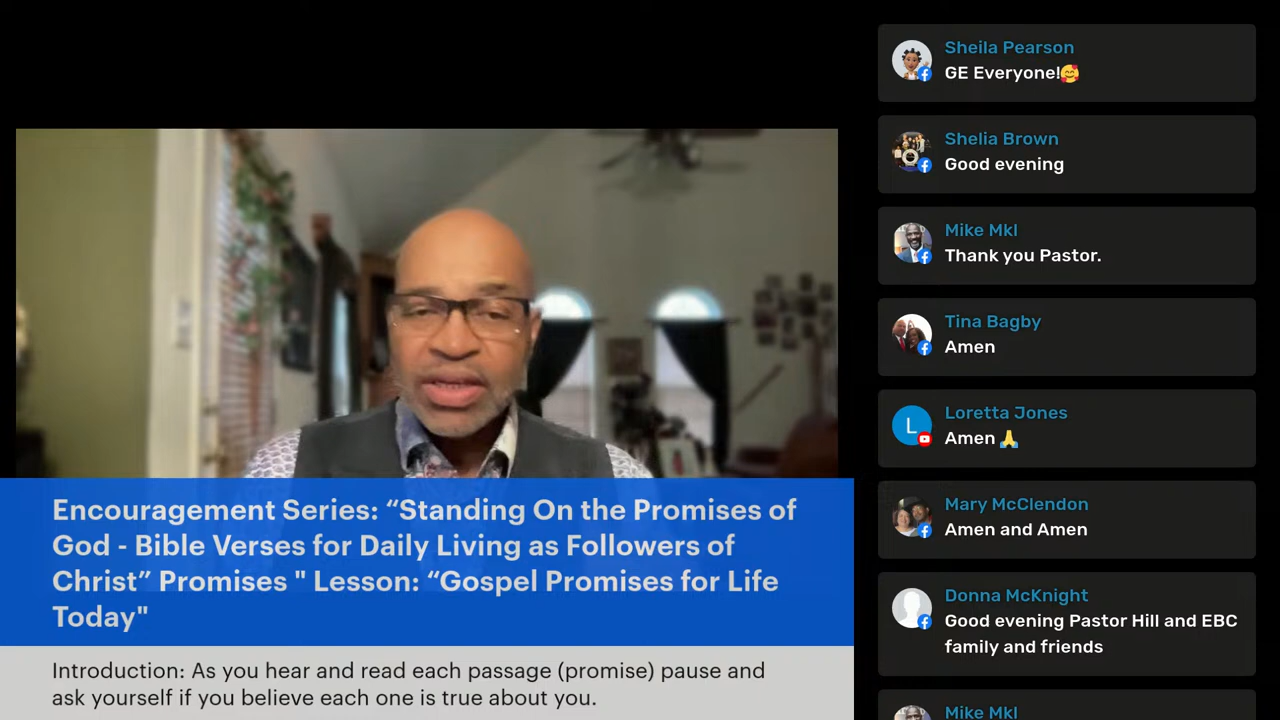 Encouragement Series: “Standing On the Promises of
God - Bible Verses for Daily Living as Followers of
Christ” Promises " Lesson: “Gospel Promises for Life
Today"
Introduction: As you hear and read each passage (promise) pause and
ask yourself if you believe each one is true about you.
Sheila Pearson
GE Everyone!🥰
Shelia Brown
Good evening
Mike Mkl
Thank you Pastor.
Tina Bagby
Amen
L
Loretta Jones
Amen 🙏
Mary McClendon
Amen and Amen
Donna McKnight
Good evening Pastor Hill and EBC
family and friends
Mike Mkl